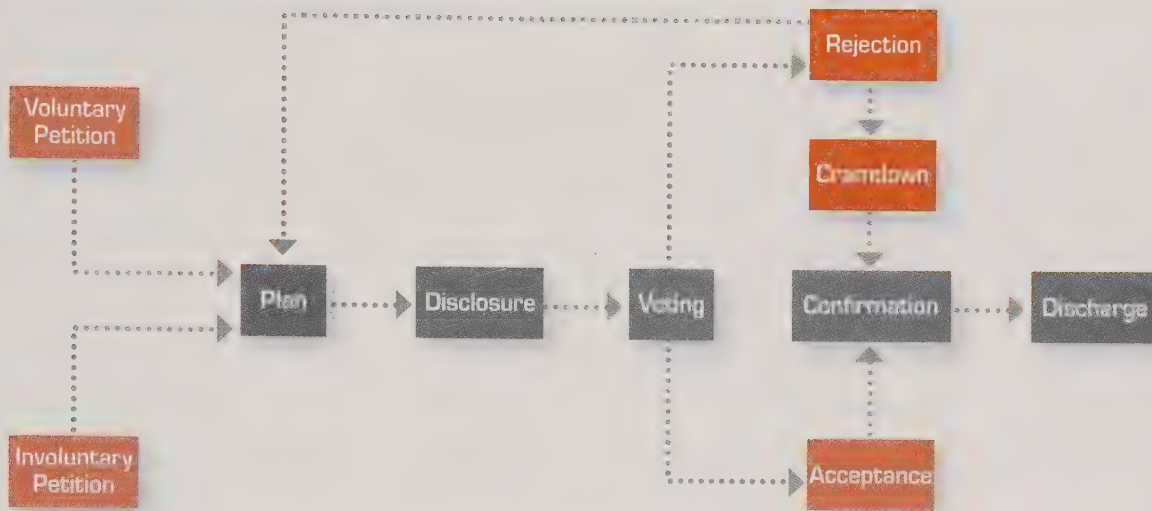 Rejection
Voluntary
Petition
Cramdown
Plan
Disclosure
Voting
Confirmation
Discharge
Involuntary
Petition
Acceptance